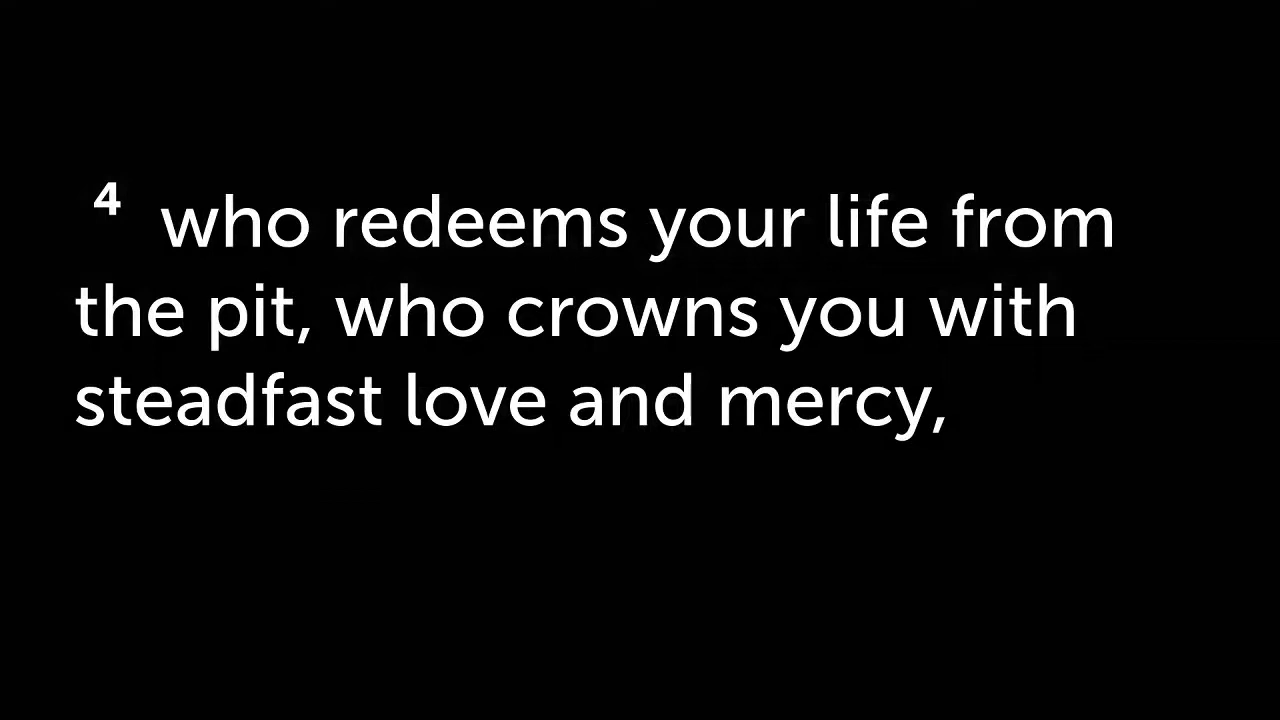 ⁴ who redeems your life from
the pit, who crowns you with
steadfast love and mercy,